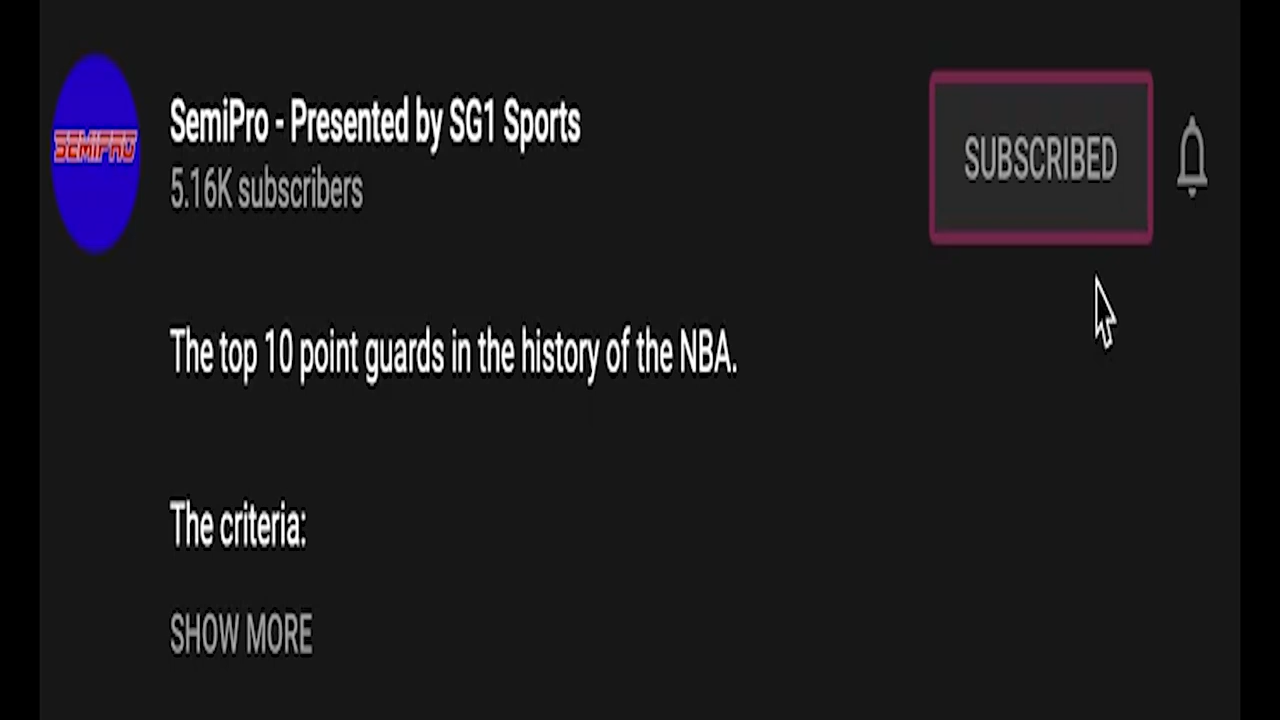 SEMIPRO
SemiPro - Presented by SG1 Sports
5.16K subscribers
SUBSCRIBED
The top 10 point guards in the history of the NBA.
The criteria:
SHOW MORE